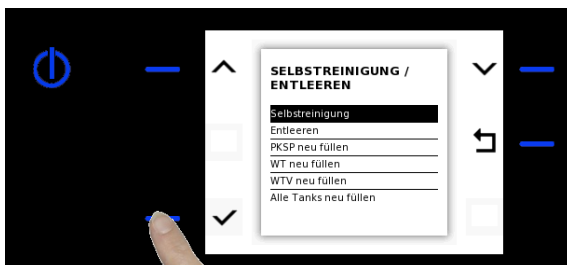 SELBSTREINIGUNG /
ENTLEEREN
Selbstreinigung
Entleeren
PKSP neu füllen
WT neu füllen
WTV neu füllen
Alle Tanks neu füllen